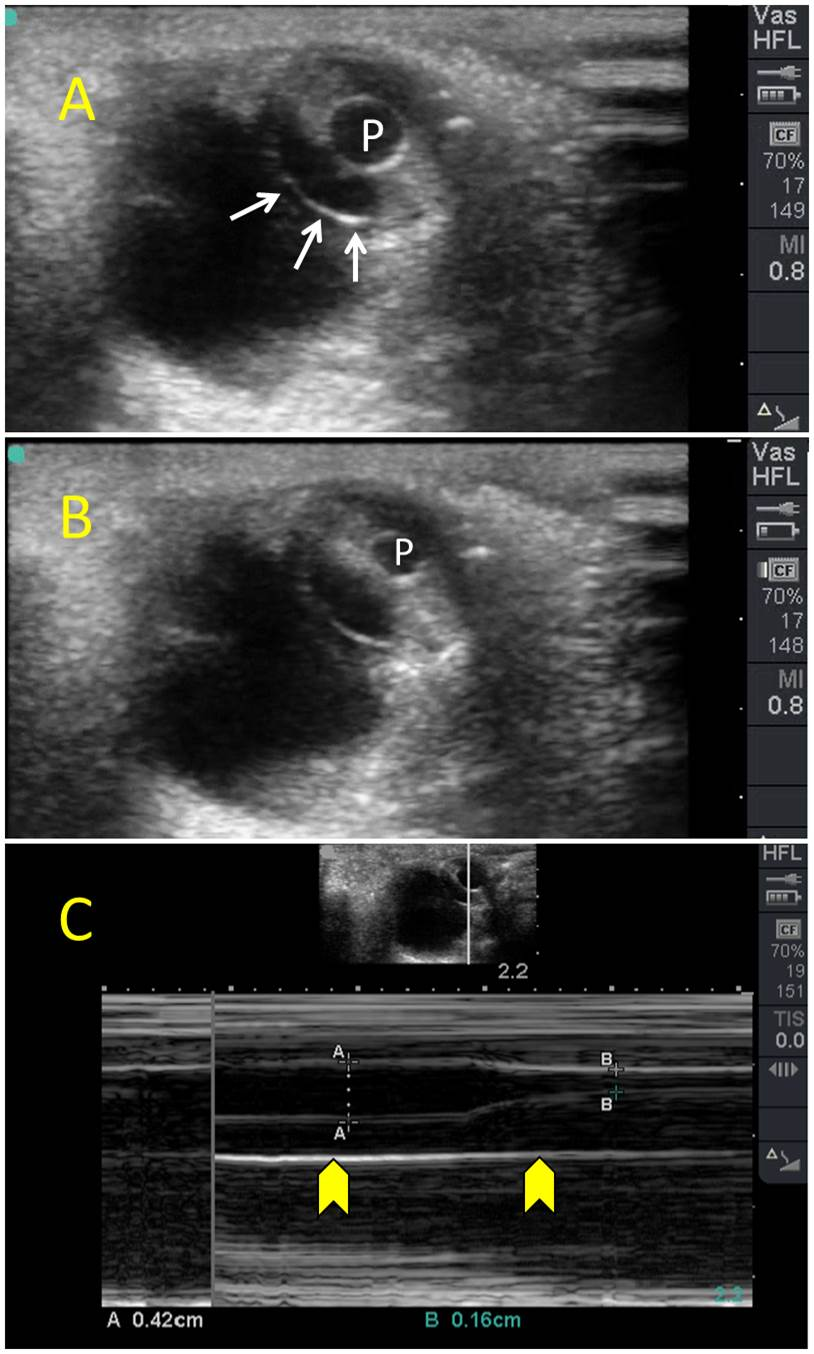 Vas
HFL
A
P
CF
70%
17
149
MI
0.8
Vas
HFL
B
P
CF
70%
17
148
MI
0.8
HFL
C
CF
70%
19
151
2.2
TIS
0.0
A
B
B
A
2.2
A 0.42cm
B 0.16cm